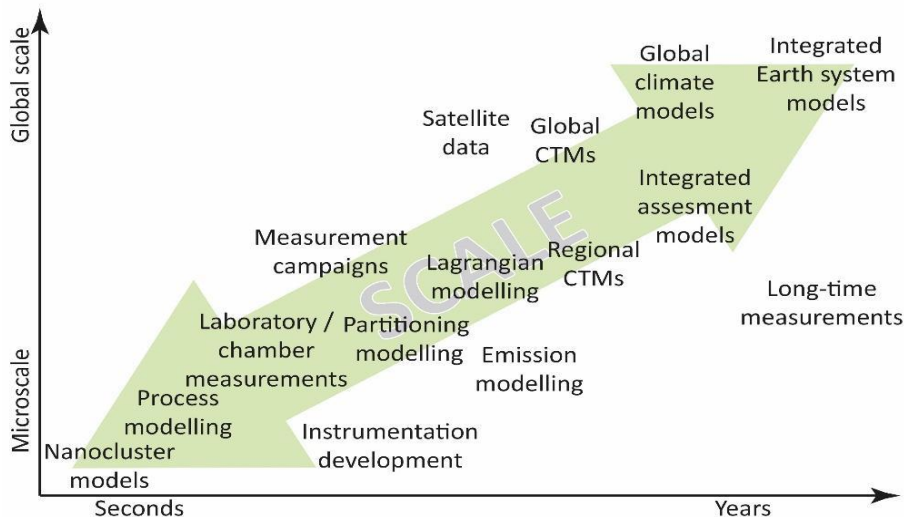 Global scale
Microscale
Global
climate
models
Integrated
Earth system
models
Satellite
data
Global
CTMs
Integrated
assesment
models
Measurement
campaigns
SCALE
Lagrangian
modelling
Regional
CTMs
Long-time
measurements
Laboratory /
chamber
measurements
Partitioning
modelling
Emission
modelling
Process
modelling
Instrumentation
development
Nanocluster
models
Seconds
Years